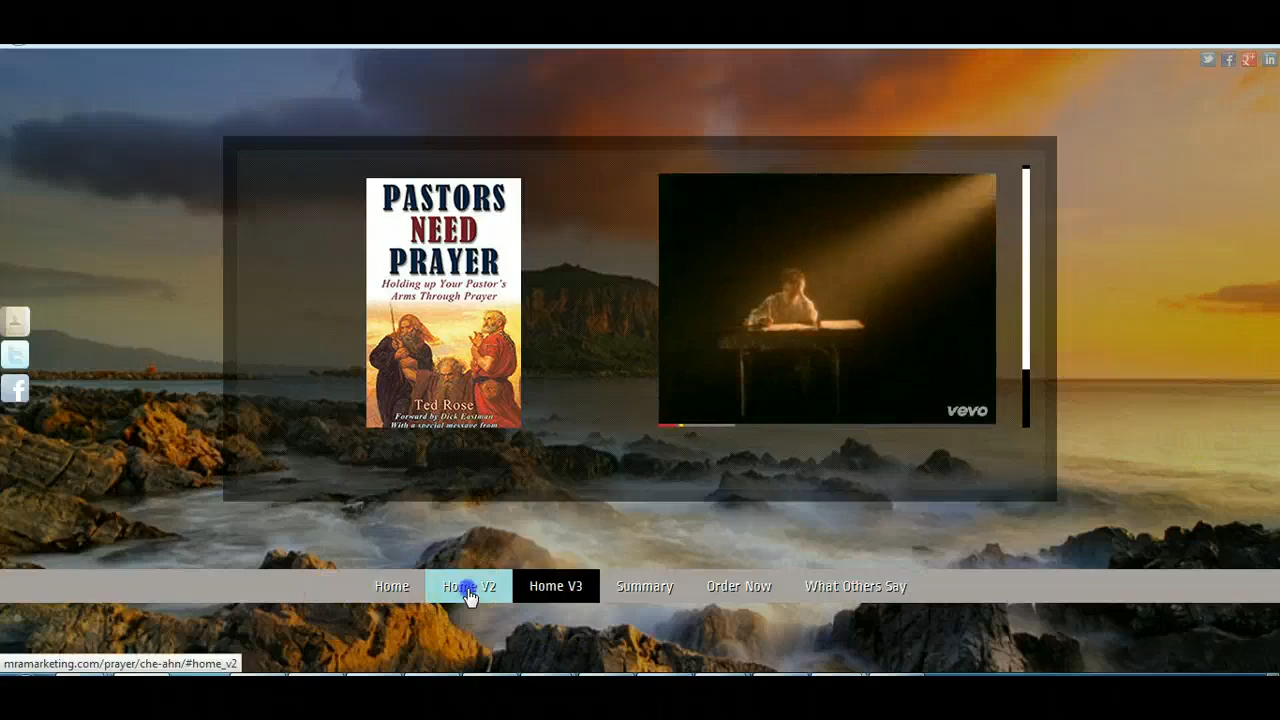 PASTORS
NEED
PRAYER
Holding up Your Pastor's
Arms Through Prayer
Ted Rose
Forward by Dick Eastman
With a special message from
vevo
Home Home V2 Home V3 Summary Order Now What Others Say
mramarketing.com/prayer/che-ahn/#home_v2